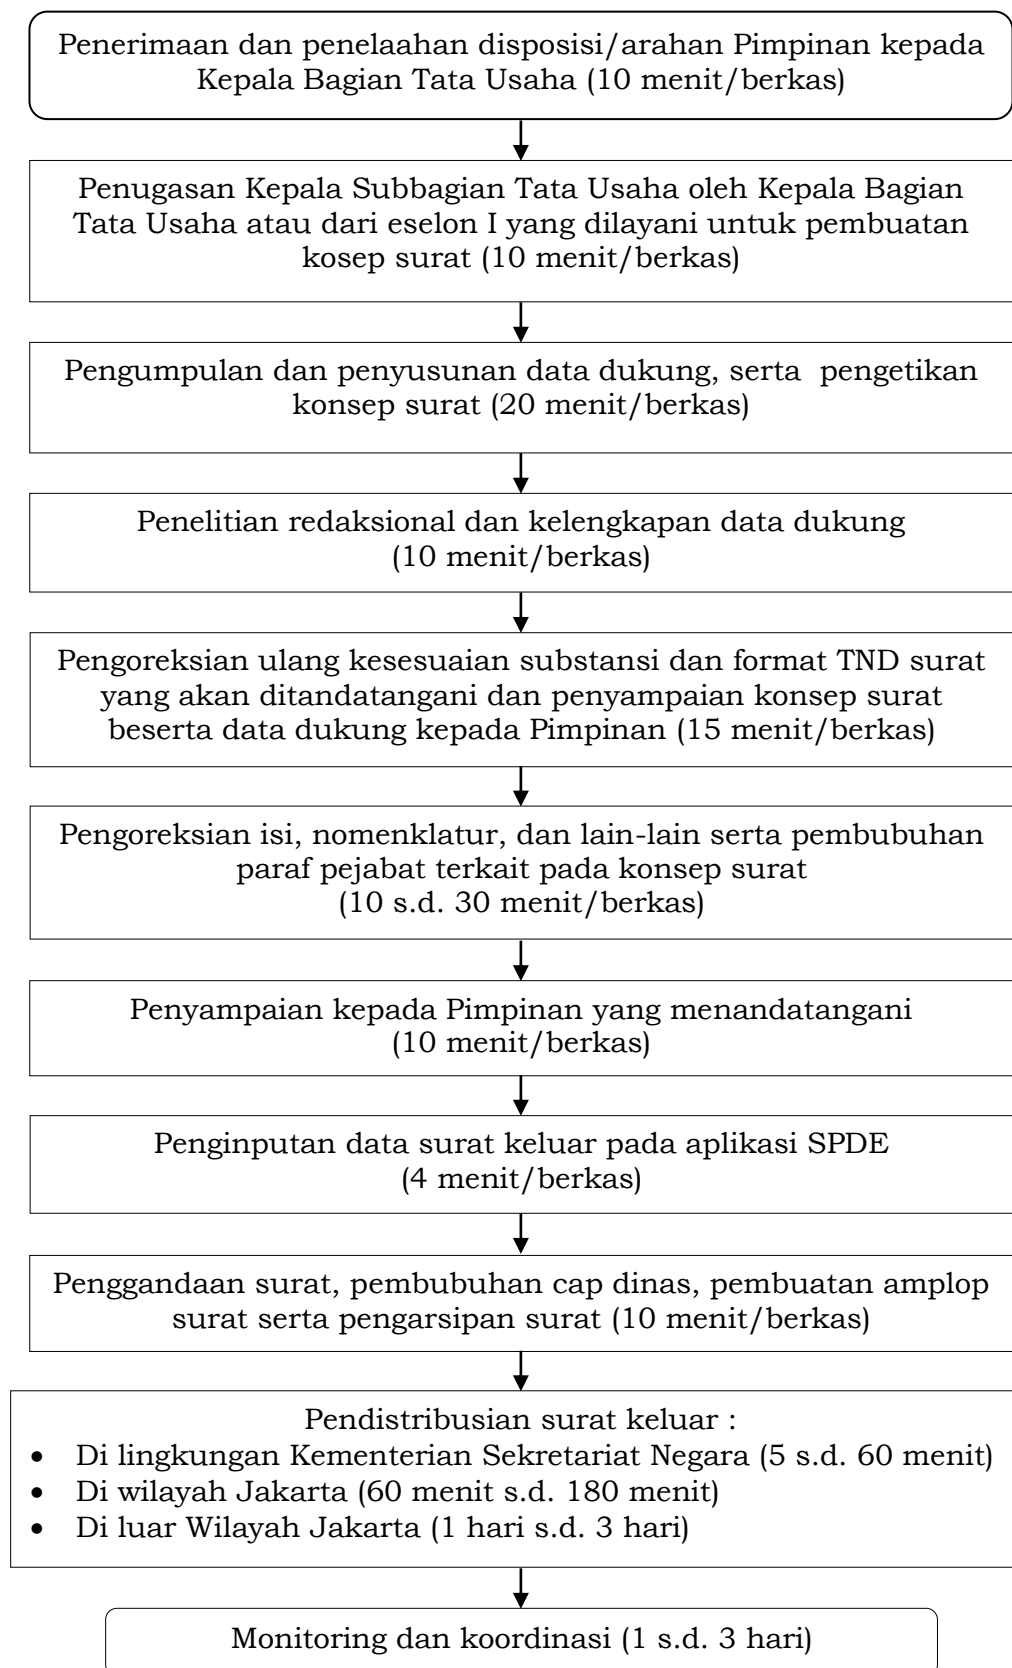 Penerimaan dan penelaahan disposisi/arahan Pimpinan kepada
Kepala Bagian Tata Usaha (10 menit/berkas)
Penugasan Kepala Subbagian Tata Usaha oleh Kepala Bagian
Tata Usaha atau dari eselon I yang dilayani untuk pembuatan
kosep surat (10 menit/berkas)
Pengumpulan dan penyusunan data dukung, serta pengetikan
konsep surat (20 menit/berkas)
Penelitian redaksional dan kelengkapan data dukung
(10 menit/berkas)
Pengoreksian ulang kesesuaian substansi dan format TND surat
yang akan ditandatangani dan penyampaian konsep surat
beserta data dukung kepada Pimpinan (15 menit/berkas)
Pengoreksian isi, nomenklatur, dan lain-lain serta pembubuhan
paraf pejabat terkait pada konsep surat
(10 s.d. 30 menit/berkas)
Penyampaian kepada Pimpinan yang menandatangani
(10 menit/berkas)
Penginputan data surat keluar pada aplikasi SPDE
(4 menit/berkas)
Penggandaan surat, pembubuhan cap dinas, pembuatan amplop
surat serta pengarsipan surat (10 menit/berkas)
Pendistribusian surat keluar :
• Di lingkungan Kementerian Sekretariat Negara (5 s.d. 60 menit)
• Di wilayah Jakarta (60 menit s.d. 180 menit)
• Di luar Wilayah Jakarta (1 hari s.d. 3 hari)
Monitoring dan koordinasi (1 s.d. 3 hari)